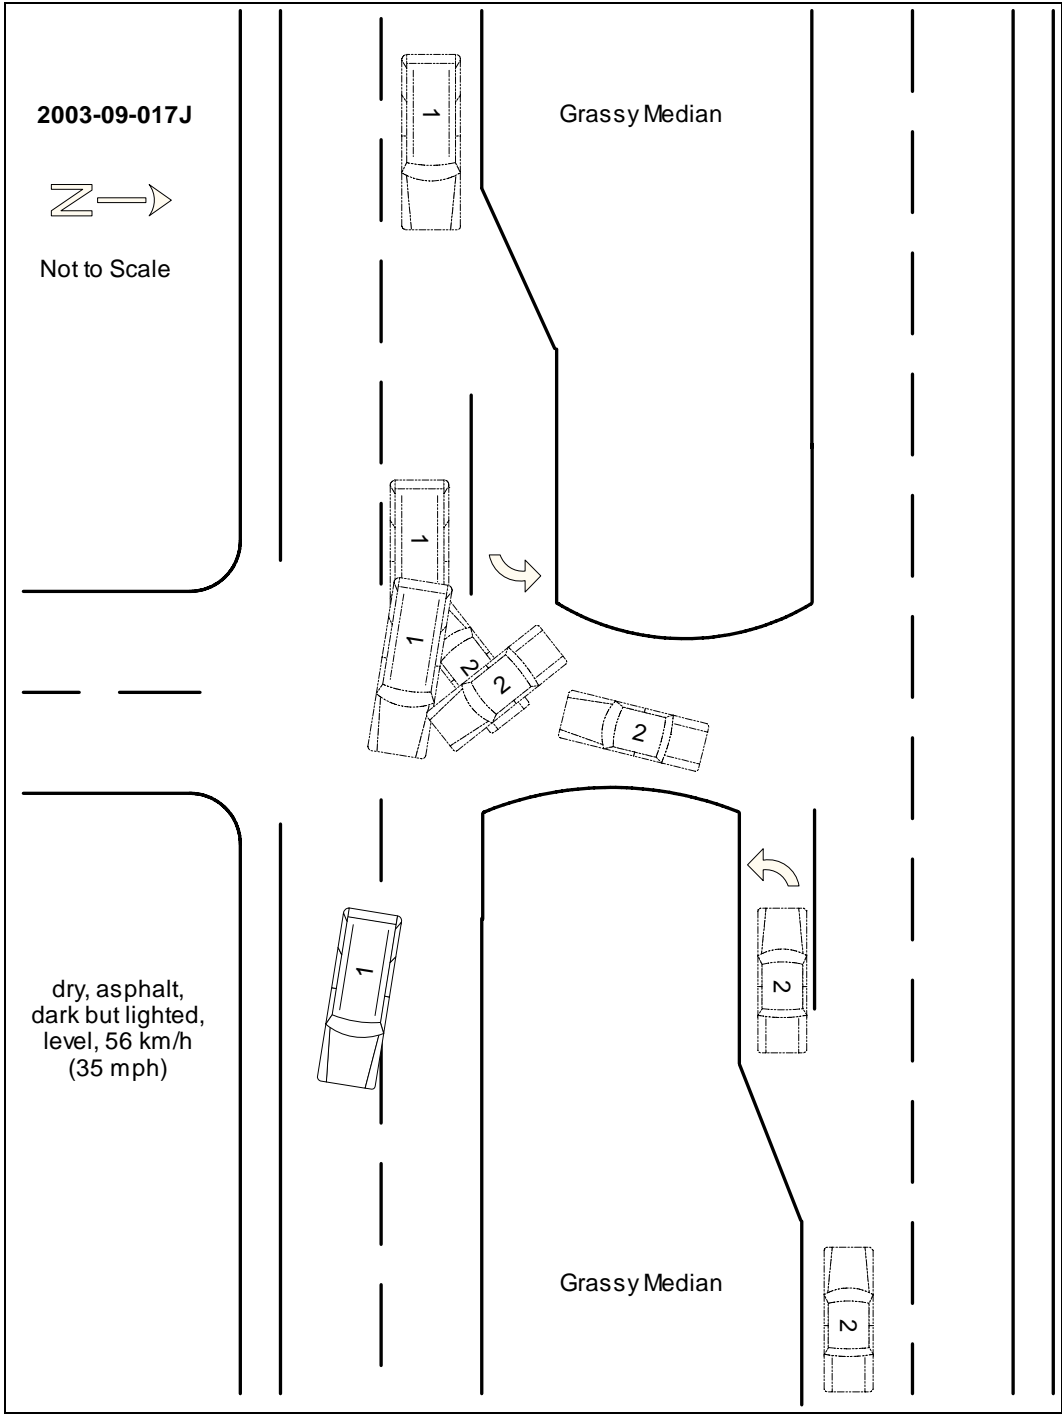 2003-09-017J
N
Not to Scale
Grassy Median
1
1
1
2
2
2
2
1
dry, asphalt,
dark but lighted,
level, 56 km/h
(35 mph)
Grassy Median
2